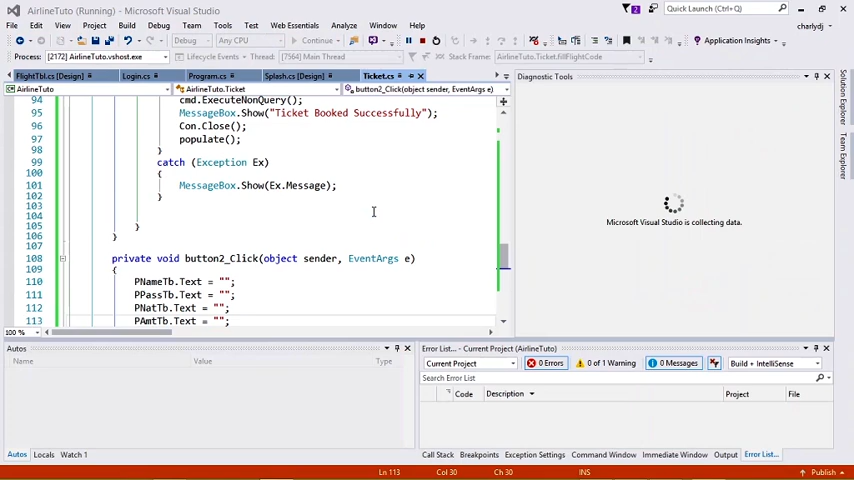 AirlineTuto (Running) - Microsoft Visual Studio
Quick Launch (Ctrl+Q)
File Edit View Project Build Debug Team Tools Test Web Essentials Analyze Window Help
charlydj
Debug Any CPU Continue Application Insights
Process: [2172] AirlineTuto.vshost.exe Lifecycle Events Thread: [7564] Main Thread Stack Frame: AirlineTuto.Ticket.fillFlightCode
FlightTbl.cs [Design] Login.cs Program.cs Splash.cs [Design] Ticket.cs
Diagnostic Tools
AirlineTuto AirlineTuto.Ticket button2_Click(object sender, EventArgs e)
94 cmd.ExecuteNonQuery();
95 MessageBox.Show("Ticket Booked Successfully");
96 Con.Close();
97 populate();
98 }
99 catch (Exception Ex)
100 {
101 MessageBox.Show(Ex.Message);
102 }
103
104
105 }
106 }
107
108 private void button2_Click(object sender, EventArgs e)
109 {
110 PNameTb.Text = "";
111 PPassTb.Text = "";
112 PNatTb.Text = "";
113 PAmtTb.Text = "";
100 %
Microsoft Visual Studio is collecting data.
Solution Explorer
Team Explorer
Autos
Name Value Type
Error List... - Current Project (AirlineTuto)
Current Project 0 Errors 0 of 1 Warning 0 Messages Build + IntelliSense
Search Error List
Code Description Project File
Autos Locals Watch 1
Call Stack Breakpoints Exception Settings Command Window Immediate Window Output Error List...
Ln 113 Col 30 Ch 30 INS Publish